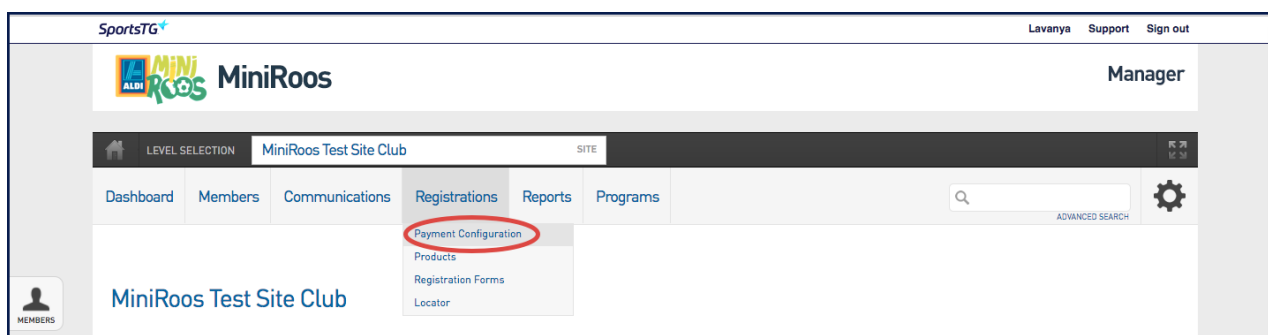 SportsTG
Lavanya Support Sign out
ALDI MiNi ROOS MiniRoos
Manager
LEVEL SELECTION MiniRoos Test Site Club SITE
Dashboard Members Communications Registrations Reports Programs
ADVANCED SEARCH
Payment Configuration
Products
Registration Forms
Locator
MiniRoos Test Site Club
MEMBERS